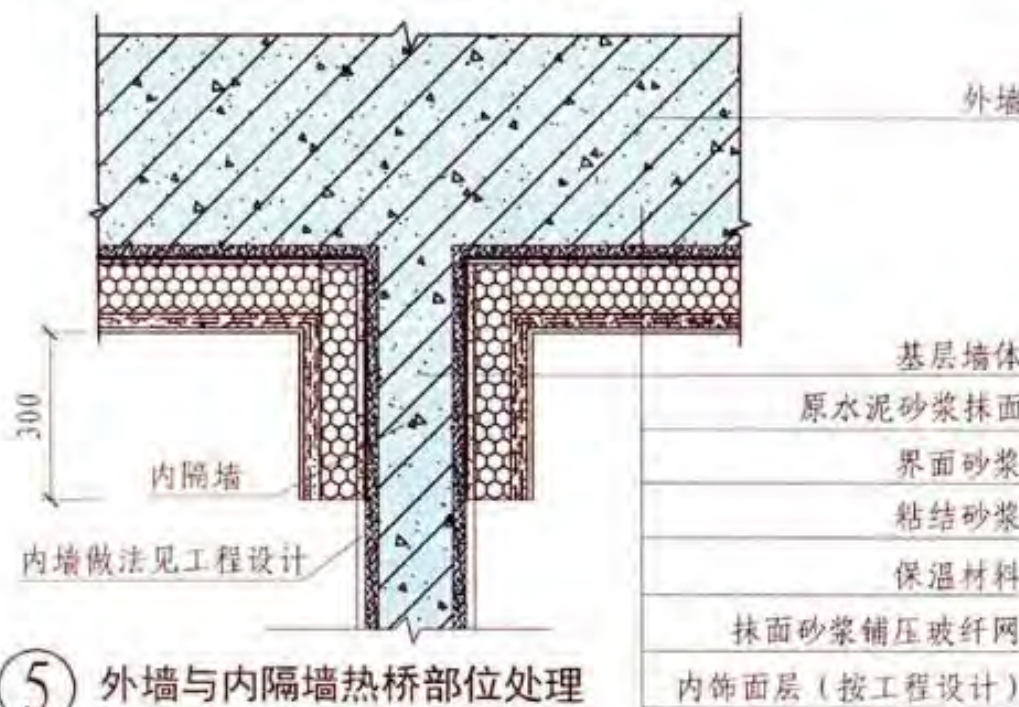 外墙
基层墙体
原水泥砂浆抹面
界面砂浆
粘结砂浆
保温材料
抹面砂浆铺压玻纤网
内饰面层（按工程设计）
300
内隔墙
内墙做法见工程设计
5 外墙与内隔墙热桥部位处理